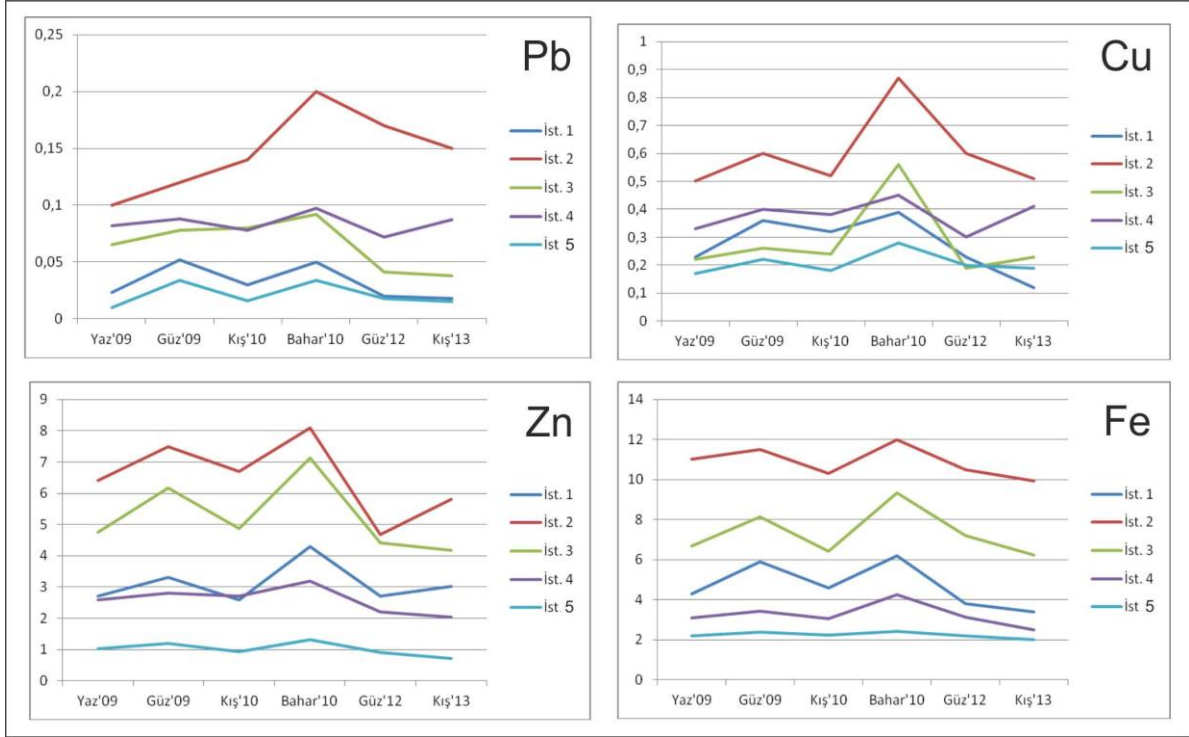 Pb
0,25
0,2
0,15
0,1
0,05
0
Yaz'09 Güz'09 Kış'10 Bahar'10 Güz'12 Kış'13
İst. 1
İst. 2
İst. 3
İst. 4
İst 5
Cu
1
0,9
0,8
0,7
0,6
0,5
0,4
0,3
0,2
0,1
0
Yaz'09 Güz'09 Kış'10 Bahar'10 Güz'12 Kış'13
İst. 1
İst. 2
İst. 3
İst. 4
İst 5
Zn
9
8
7
6
5
4
3
2
1
0
Yaz'09 Güz'09 Kış'10 Bahar'10 Güz'12 Kış'13
İst. 1
İst. 2
İst. 3
İst. 4
İst 5
Fe
14
12
10
8
6
4
2
0
Yaz'09 Güz'09 Kış'10 Bahar'10 Güz'12 Kış'13
İst. 1
İst. 2
İst. 3
İst. 4
İst 5